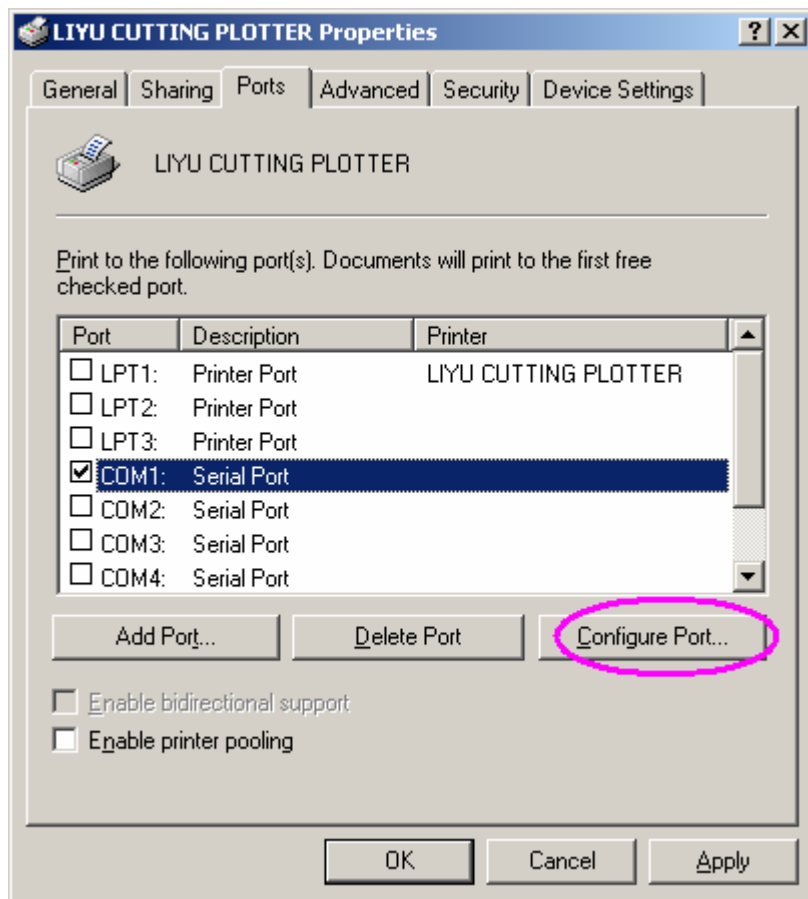 LIYU CUTTING PLOTTER Properties
General Sharing Ports Advanced Security Device Settings
LIYU CUTTING PLOTTER
Print to the following port(s). Documents will print to the first free
checked port.
Port Description Printer
LPT1: Printer Port LIYU CUTTING PLOTTER
LPT2: Printer Port
LPT3: Printer Port
COM1: Serial Port
COM2: Serial Port
COM3: Serial Port
COM4: Serial Port
Add Port... Delete Port Configure Port...
Enable bidirectional support
Enable printer pooling
OK Cancel Apply